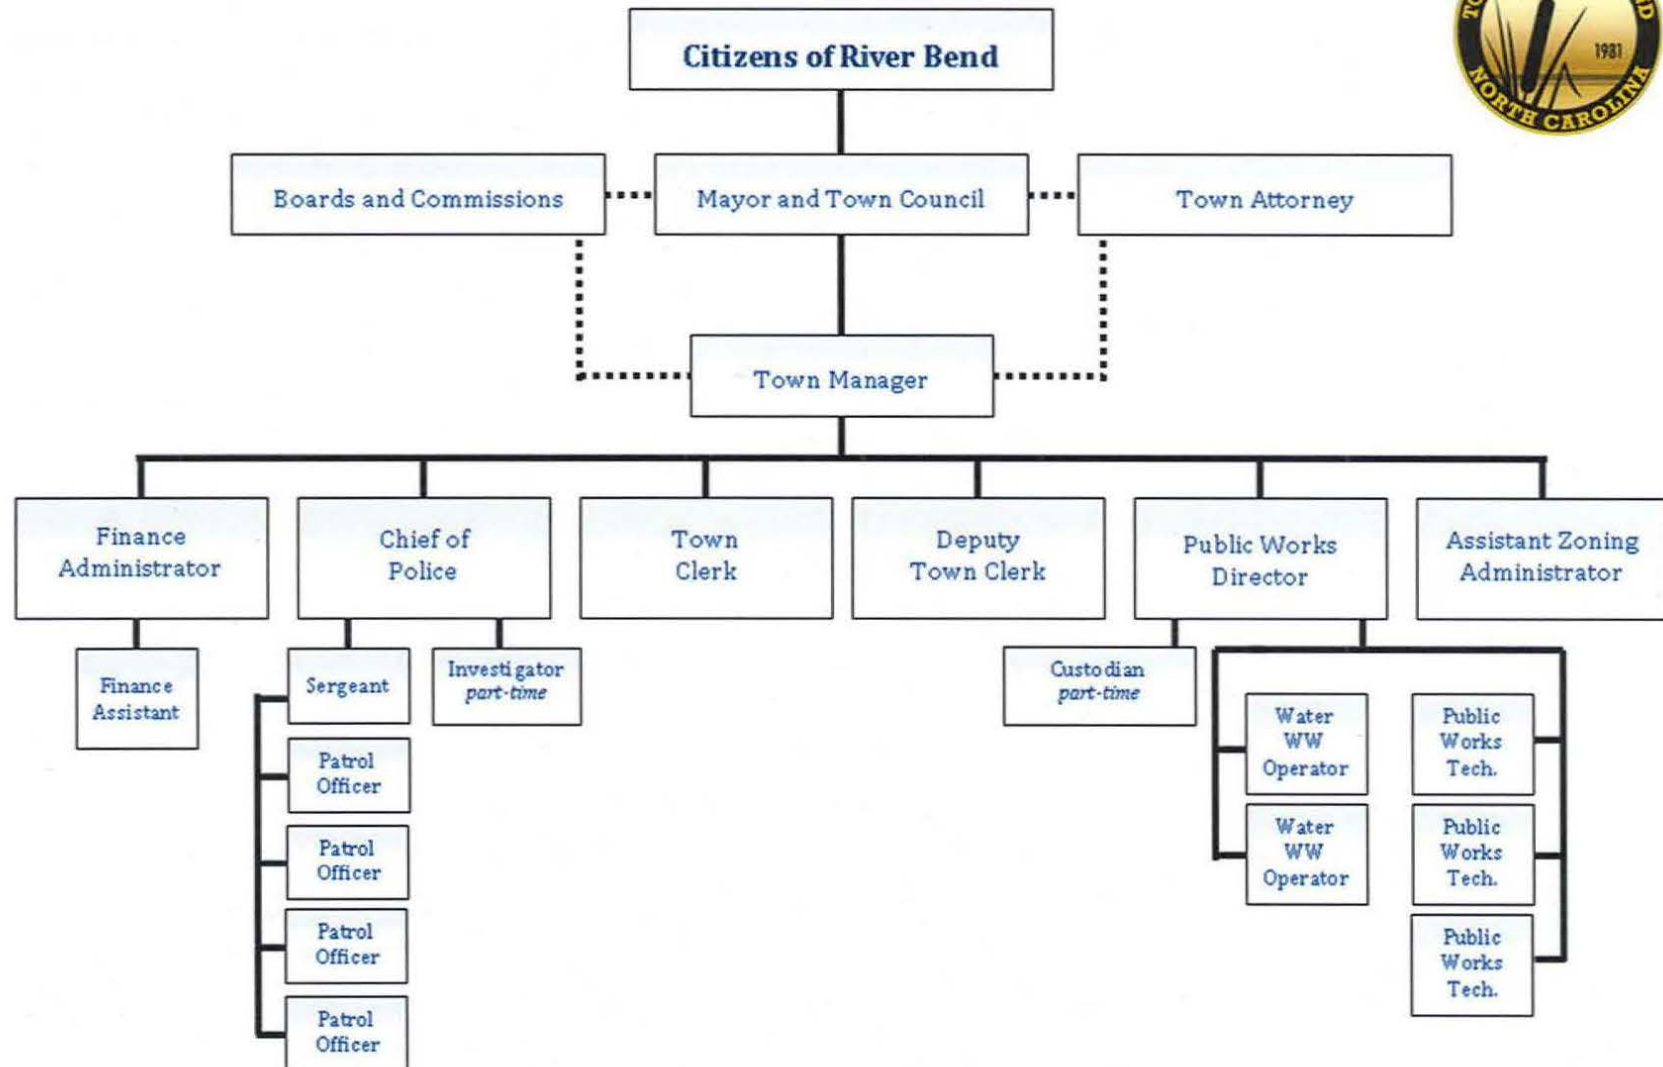 1981
NORTH CAROLINA
Citizens of River Bend
Boards and Commissions
Mayor and Town Council
Town Attorney
Town Manager
Finance
Administrator
Chief of
Police
Town
Clerk
Deputy
Town Clerk
Public Works
Director
Assistant Zoning
Administrator
Finance
Assistant
Sergeant
Investigator
part-time
Custodian
part-time
Patrol
Officer
Patrol
Officer
Patrol
Officer
Patrol
Officer
Water
WW
Operator
Water
WW
Operator
Public
Works
Tech.
Public
Works
Tech.
Public
Works
Tech.